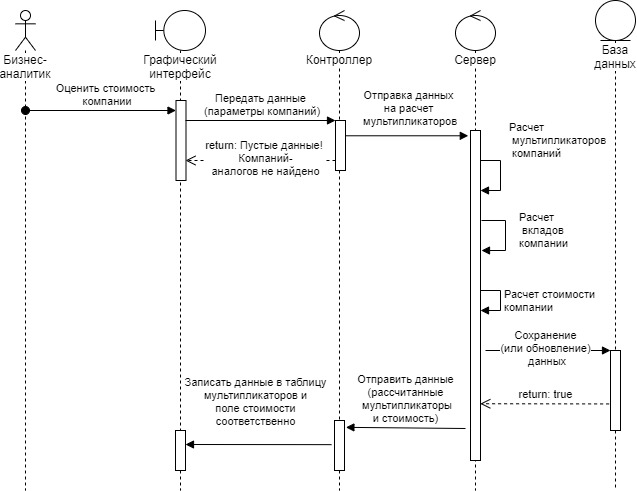 Бизнес-
аналитик
Графический
интерфейс
Контроллер
Сервер
База
данных
Оценить стоимость
компании
Передать данные
(параметры компаний)
Отправка данных
на расчет
мультипликаторов
return: Пустые данные!
Компаний-
аналогов не найдено
Расчет
мультипликаторов
компаний
Расчет
вкладов
компании
Расчет стоимости
компании
Сохранение
(или обновление)
данных
return: true
Отправить данные
(рассчитанные
мультипликаторы
и стоимость)
Записать данные в таблицу
мультипликаторов и
поле стоимости
соответственно